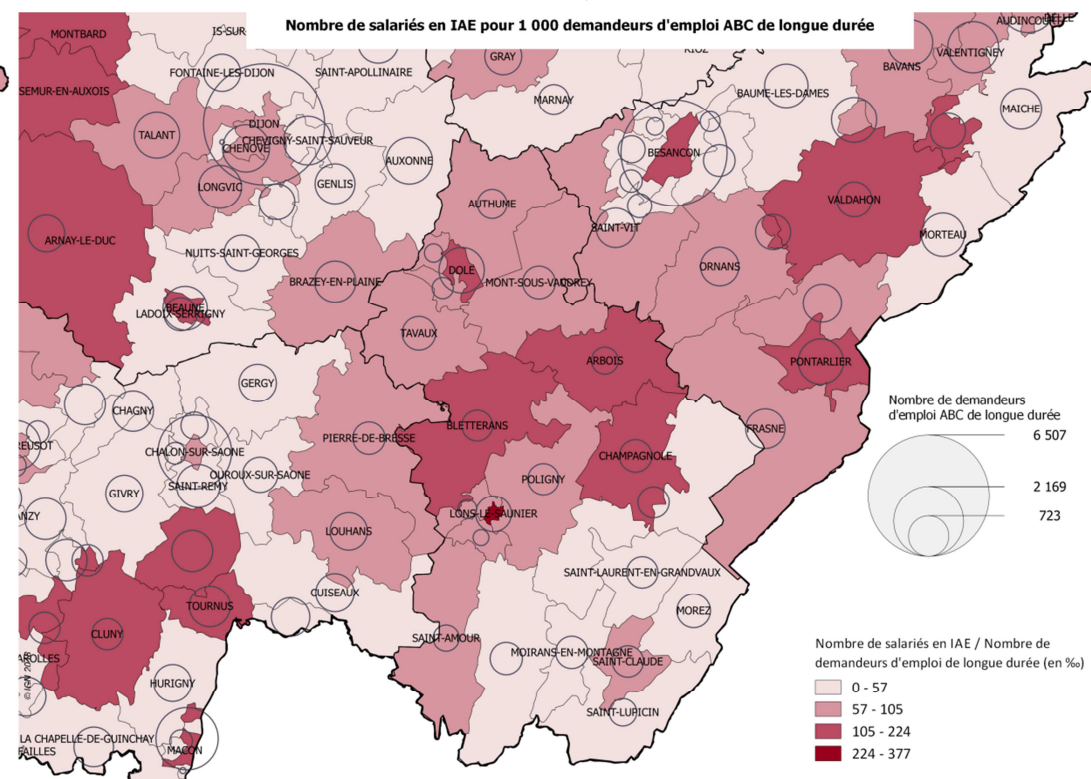 Nombre de salariés en IAE pour 1 000 demandeurs d'emploi ABC de longue durée
MONTBARD
IS-SUR-
AUDINCOURT
GRAY
VALENTIGNEY
BAVANS
FONTAINE-LES-DIJON
SAINT-APOLLINAIRE
SEMUR-EN-AUXOIS
MARNAY
BAUME-LES-DAMES
MAICHE
DIJON
TALANT
CHEVIGNY-SAINT-SAUVEUR
CHENOVE
BESANCON
AUXONNE
LONGVIC
GENLIS
AUTHUME
VALDAHON
SAINT-VIT
MORTEAU
ARNAY-LE-DUC
NUITS-SAINT-GEORGES
DOLE
ORNANS
BRAZEY-EN-PLAINE
MONT-SOUS-VAUDREY
BEAUNE
LADOIX-SERRIGNY
TAVAUX
ARBOIS
PONTARLIER
GERGY
CHAGNY
Nombre de demandeurs
d'emploi ABC de longue durée
6 507
2 169
723
BLETTERANS
FRASNE
PIERRE-DE-BRESSE
REUSOT
CHALON-SUR-SAONE
CHAMPAGNOLE
OUROUX-SUR-SAONE
POLIGNY
SAINT-REMY
GIVRY
LONS-LE-SAUNIER
ANZY
LOUHANS
SAINT-LAURENT-EN-GRANDVAUX
CUISEAUX
TOURNUS
MOREZ
CLUNY
SAINT-AMOUR
MOIRANS-EN-MONTAGNE
AROLLES
SAINT-CLAUDE
HURIGNY
SAINT-LUPICIN
LA CHAPELLE-DE-GUINCHAY
FAILLES
MACON
Nombre de salariés en IAE / Nombre de
demandeurs d'emploi de longue durée (en ‰)
0 - 57
57 - 105
105 - 224
224 - 377